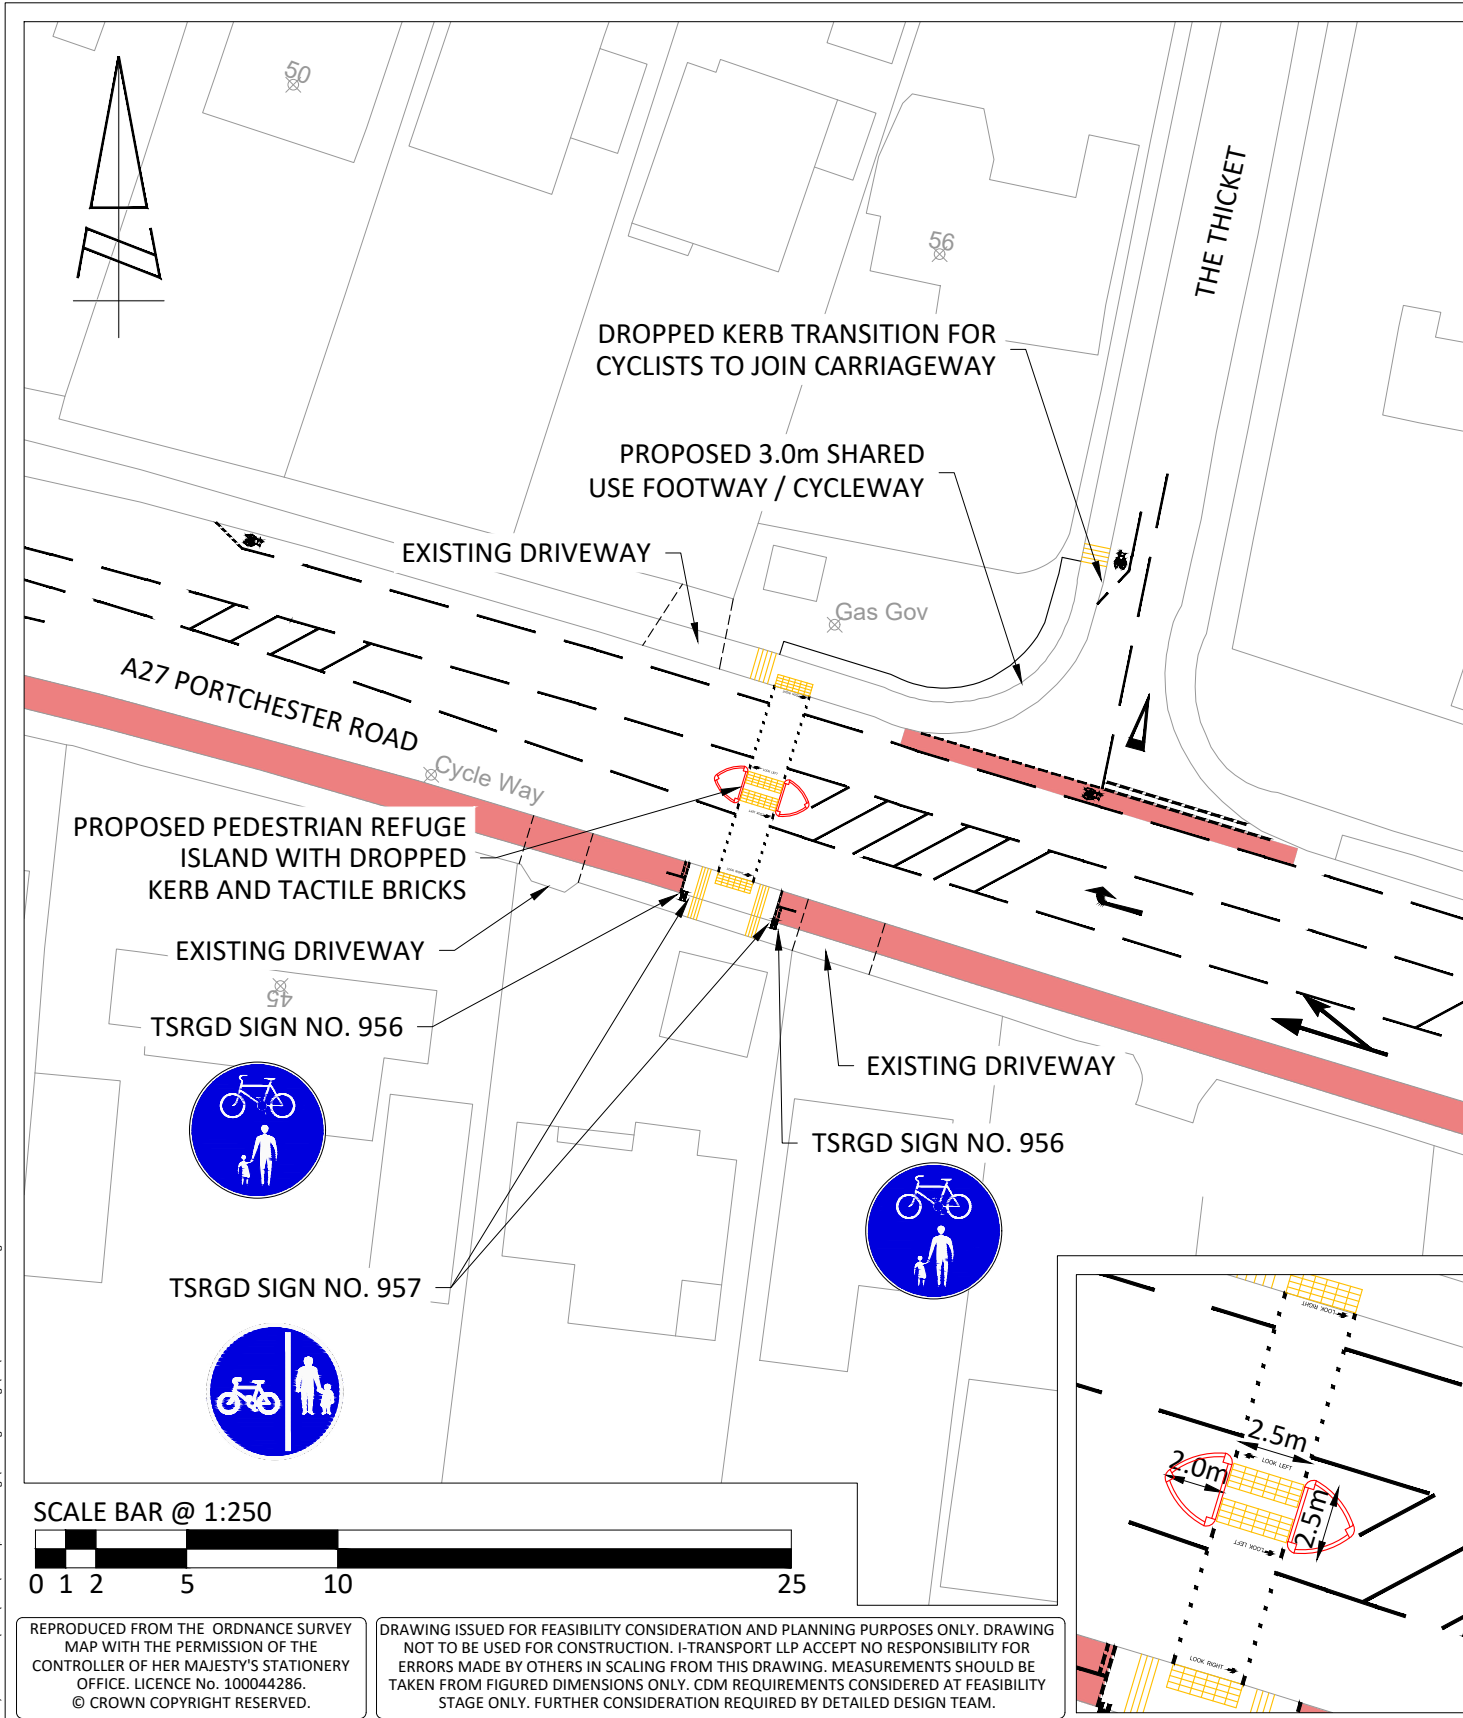 50
56
THE THICKET
DROPPED KERB TRANSITION FOR
CYCLISTS TO JOIN CARRIAGEWAY
PROPOSED 3.0m SHARED
USE FOOTWAY / CYCLEWAY
EXISTING DRIVEWAY
Gas Gov
A27 PORTCHESTER ROAD
Cycle Way
PROPOSED PEDESTRIAN REFUGE
ISLAND WITH DROPPED
KERB AND TACTILE BRICKS
EXISTING DRIVEWAY
45
TSRGD SIGN NO. 956
EXISTING DRIVEWAY
TSRGD SIGN NO. 956
TSRGD SIGN NO. 957
LOOK RIGHT
2.5m
LOOK LEFT
2.0m
2.5m
LOOK LEFT
LOOK RIGHT
SCALE BAR @ 1:250
0 1 2 5 10 25
REPRODUCED FROM THE ORDNANCE SURVEY
MAP WITH THE PERMISSION OF THE
CONTROLLER OF HER MAJESTY'S STATIONERY
OFFICE. LICENCE No. 100044286.
© CROWN COPYRIGHT RESERVED.
DRAWING ISSUED FOR FEASIBILITY CONSIDERATION AND PLANNING PURPOSES ONLY. DRAWING
NOT TO BE USED FOR CONSTRUCTION. I-TRANSPORT LLP ACCEPT NO RESPONSIBILITY FOR
ERRORS MADE BY OTHERS IN SCALING FROM THIS DRAWING. MEASUREMENTS SHOULD BE
TAKEN FROM FIGURED DIMENSIONS ONLY. CDM REQUIREMENTS CONSIDERED AT FEASIBILITY
STAGE ONLY. FURTHER CONSIDERATION REQUIRED BY DETAILED DESIGN TEAM.